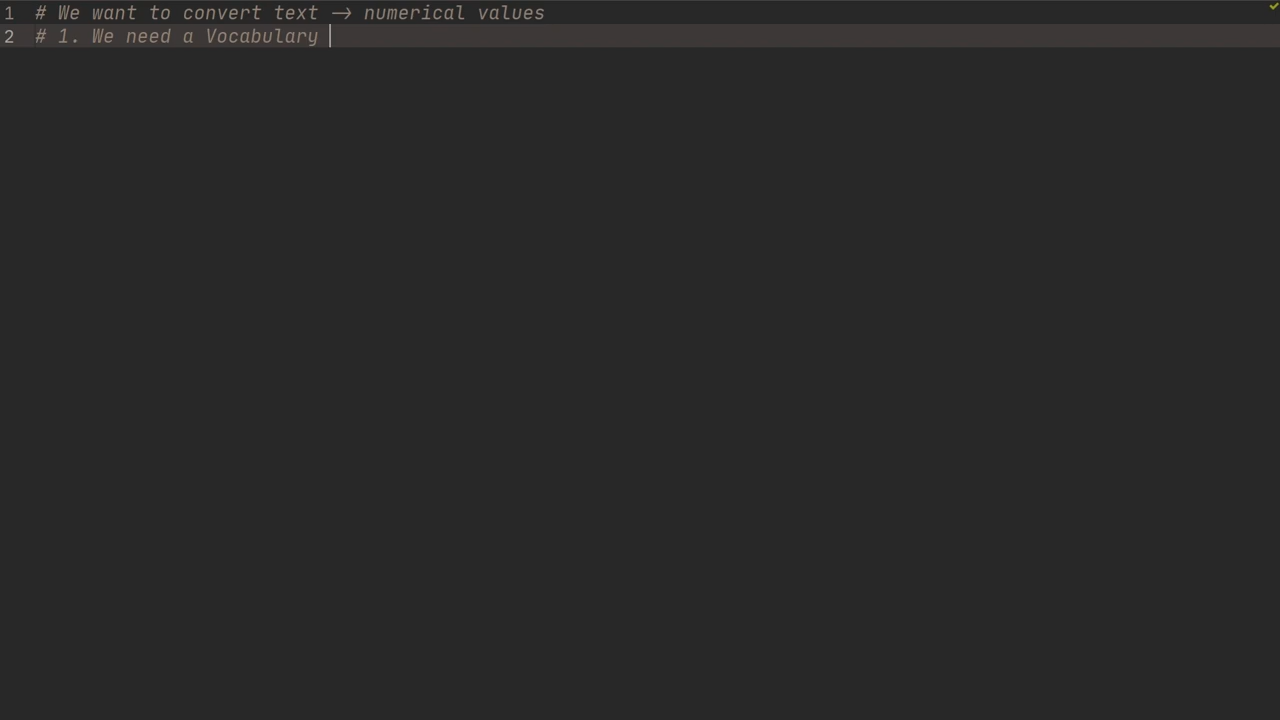 1 # We want to convert text -> numerical values
2 # 1. We need a Vocabulary